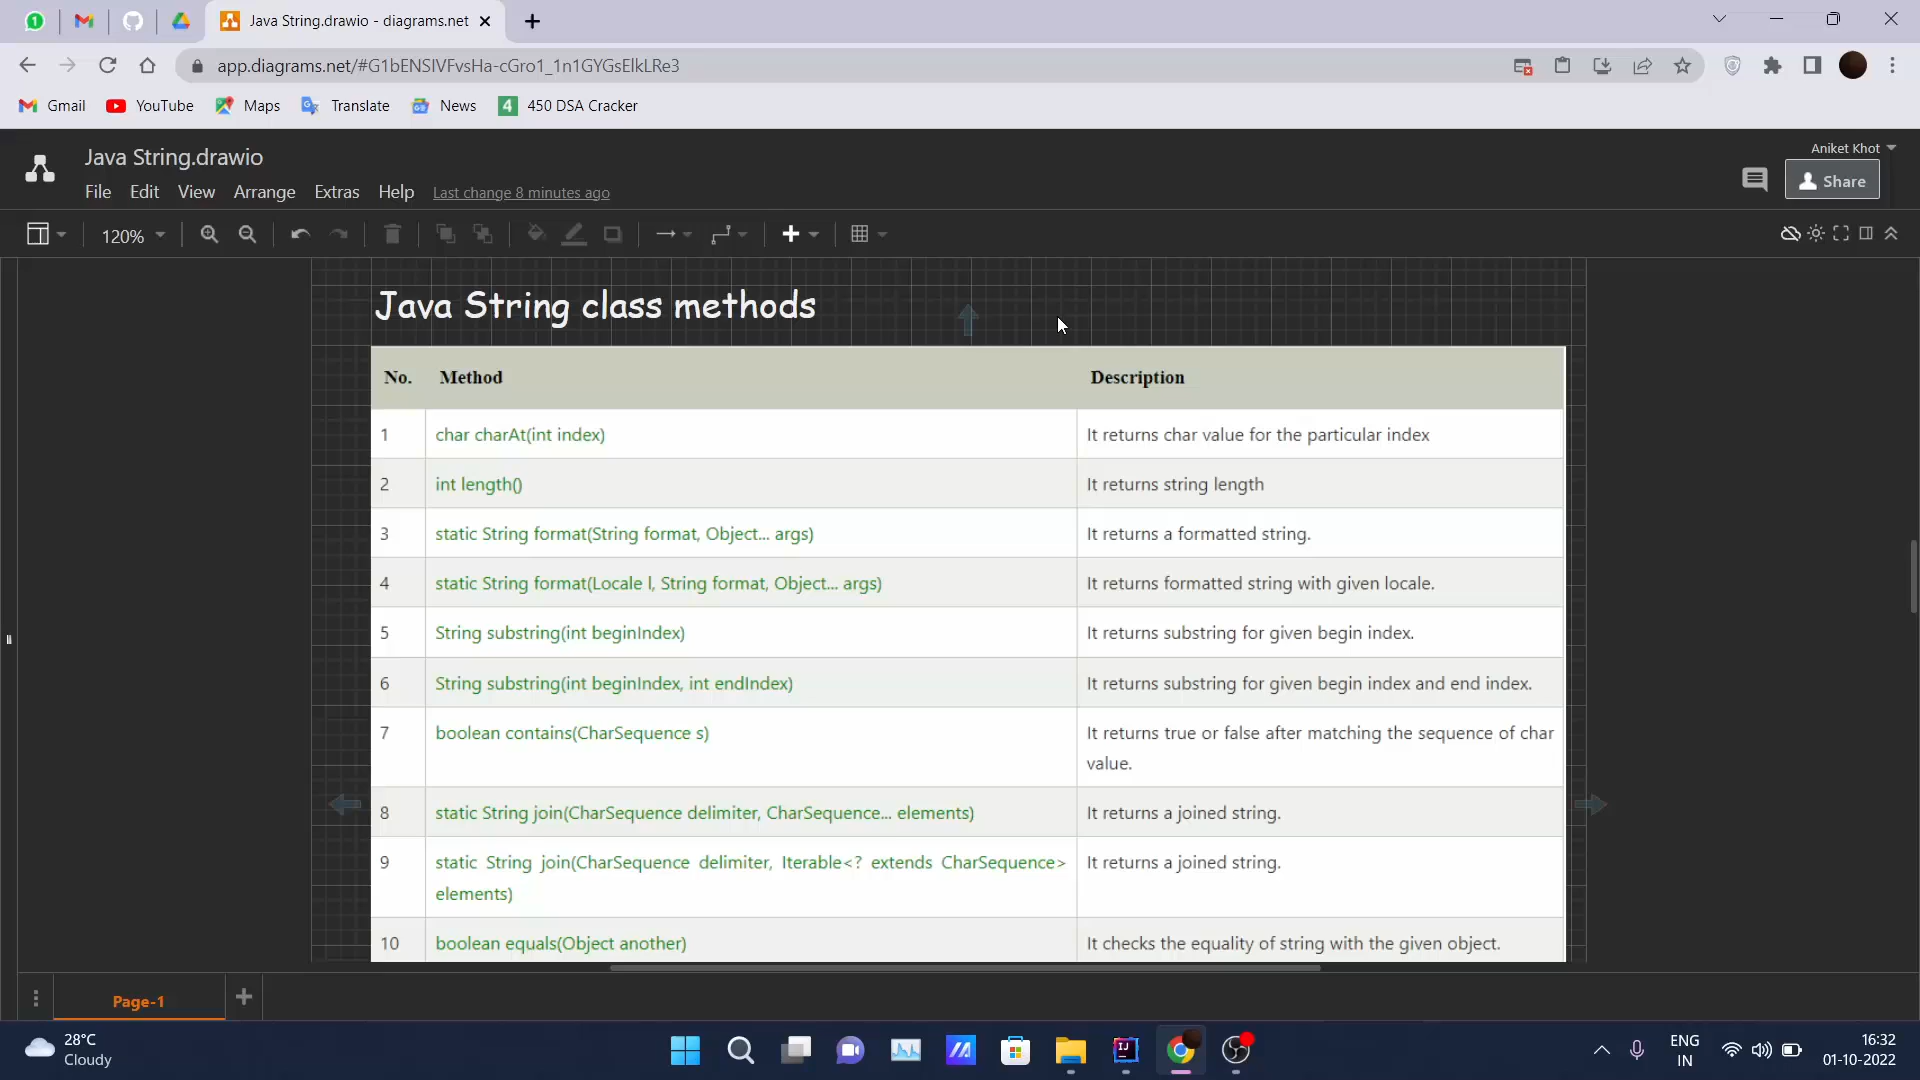 Java String.drawio - diagrams.net
app.diagrams.net/#G1bENSIVFvsHa-cGro1_1n1GYGsElkLRe3
Gmail YouTube Maps Translate News 4 450 DSA Cracker
Java String.drawio
Aniket Khot
File Edit View Arrange Extras Help Last change 8 minutes ago
Share
120%
Java String class methods
No. Method Description
1 char charAt(int index) It returns char value for the particular index
2 int length() It returns string length
3 static String format(String format, Object... args) It returns a formatted string.
4 static String format(Locale l, String format, Object... args) It returns formatted string with given locale.
5 String substring(int beginIndex) It returns substring for given begin index.
6 String substring(int beginIndex, int endIndex) It returns substring for given begin index and end index.
7 boolean contains(CharSequence s) It returns true or false after matching the sequence of char
value.
8 static String join(CharSequence delimiter, CharSequence... elements) It returns a joined string.
9 static String join(CharSequence delimiter, Iterable<? extends CharSequence> It returns a joined string.
elements)
10 boolean equals(Object another) It checks the equality of string with the given object.
Page-1
28°C
Cloudy
IJ
ENG
IN
16:32
01-10-2022